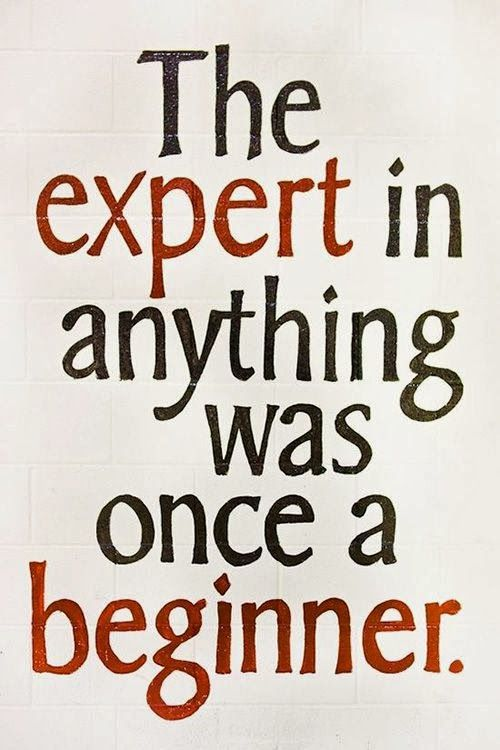 The
expert in
anything
was
once a
beginner.